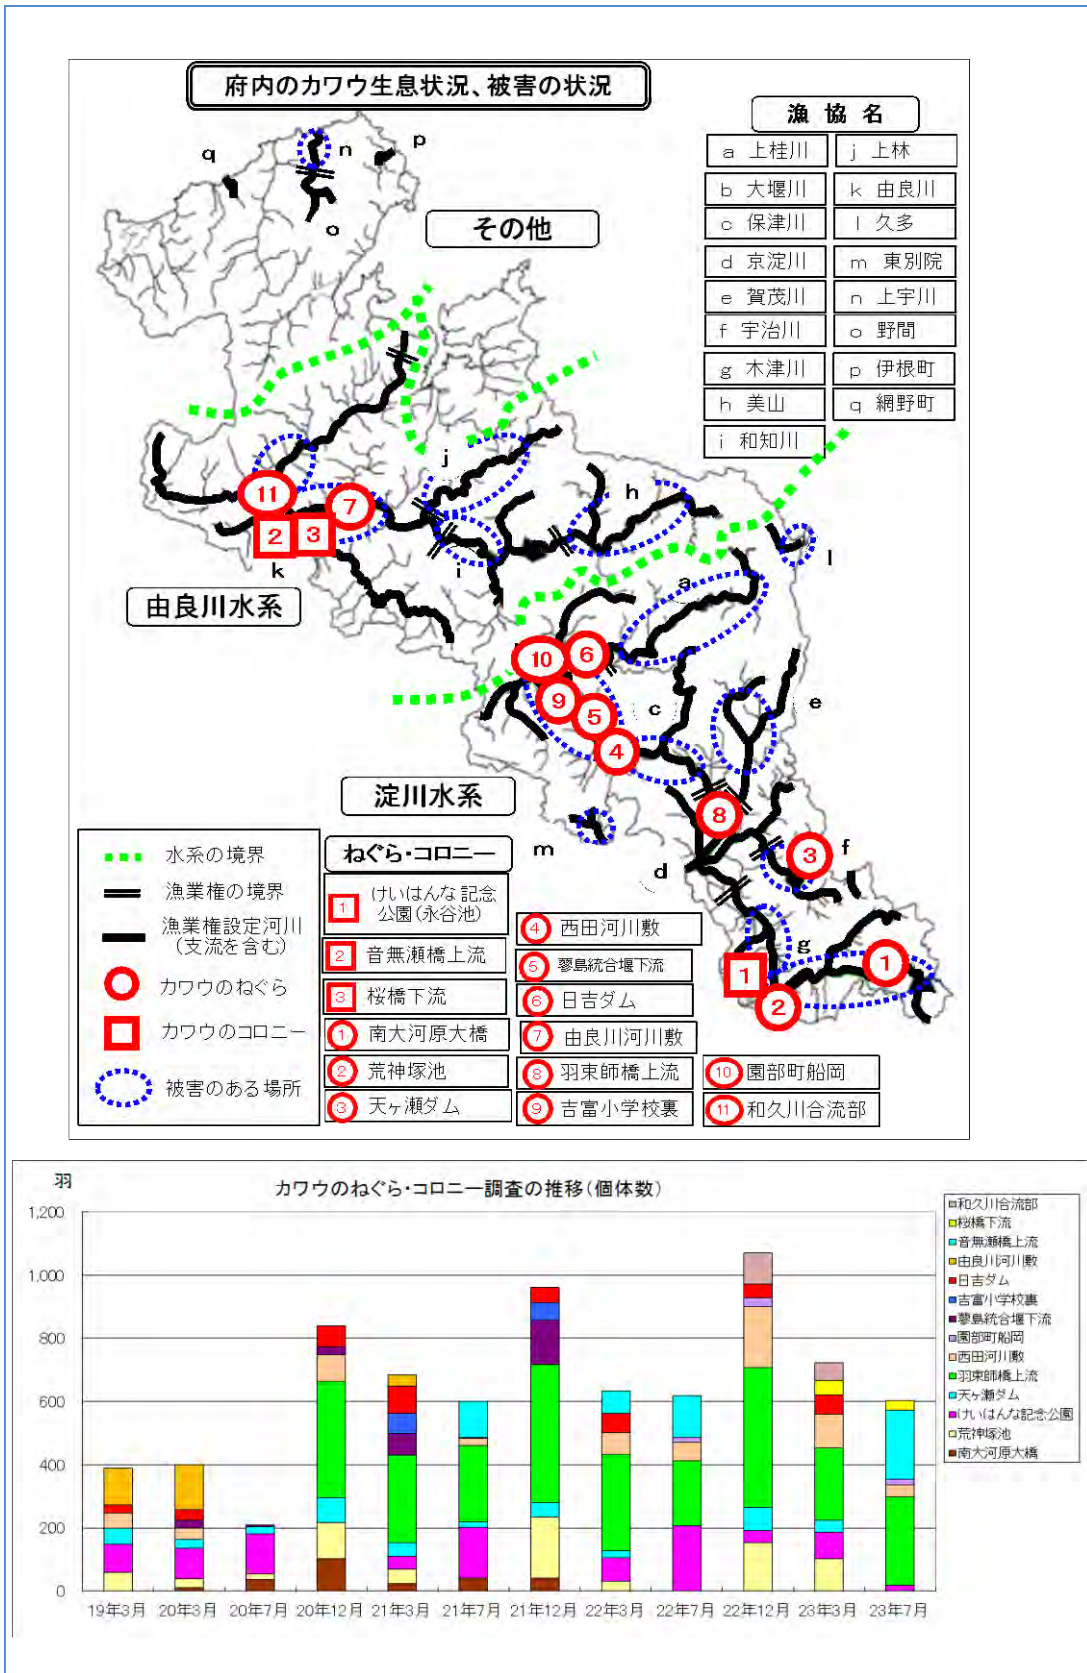 府内のカワウ生息状況、被害の状況
漁協名
a 上桂川
j 上林
b 大堰川
k 由良川
c 保津川
l 久多
d 京淀川
m 東別院
e 賀茂川
n 上宇川
f 宇治川
o 野間
g 木津川
p 伊根町
h 美山
q 網野町
i 和知川
q
n
p
o
その他
j
h
11
7
2
3
k
i
l
由良川水系
a
10
6
9
5
4
c
e
淀川水系
8
m
d
3
f
g
1
1
2
水系の境界
漁業権の境界
漁業権設定河川
(支流を含む)
カワウのねぐら
カワウのコロニー
被害のある場所
ねぐら・コロニー
1 けいはんな記念
公園(永谷池)
2 音無瀬橋上流
3 桜橋下流
1 南大河原大橋
2 荒神塚池
3 天ヶ瀬ダム
4 西田河川敷
5 蓼島統合堰下流
6 日吉ダム
7 由良川河川敷
8 羽束師橋上流
9 吉富小学校裏
10 園部町船岡
11 和久川合流部
羽
カワウのねぐら・コロニー調査の推移(個体数)
1,200
1,000
800
600
400
200
0
19年3月 20年3月 20年7月 20年12月 21年3月 21年7月 21年12月 22年3月 22年7月 22年12月 23年3月 23年7月
和久川合流部
桜橋下流
音無瀬橋上流
由良川河川敷
日吉ダム
吉富小学校裏
蓼島統合堰下流
園部町船岡
西田河川敷
羽束師橋上流
天ヶ瀬ダム
けいはんな記念公園
荒神塚池
南大河原大橋